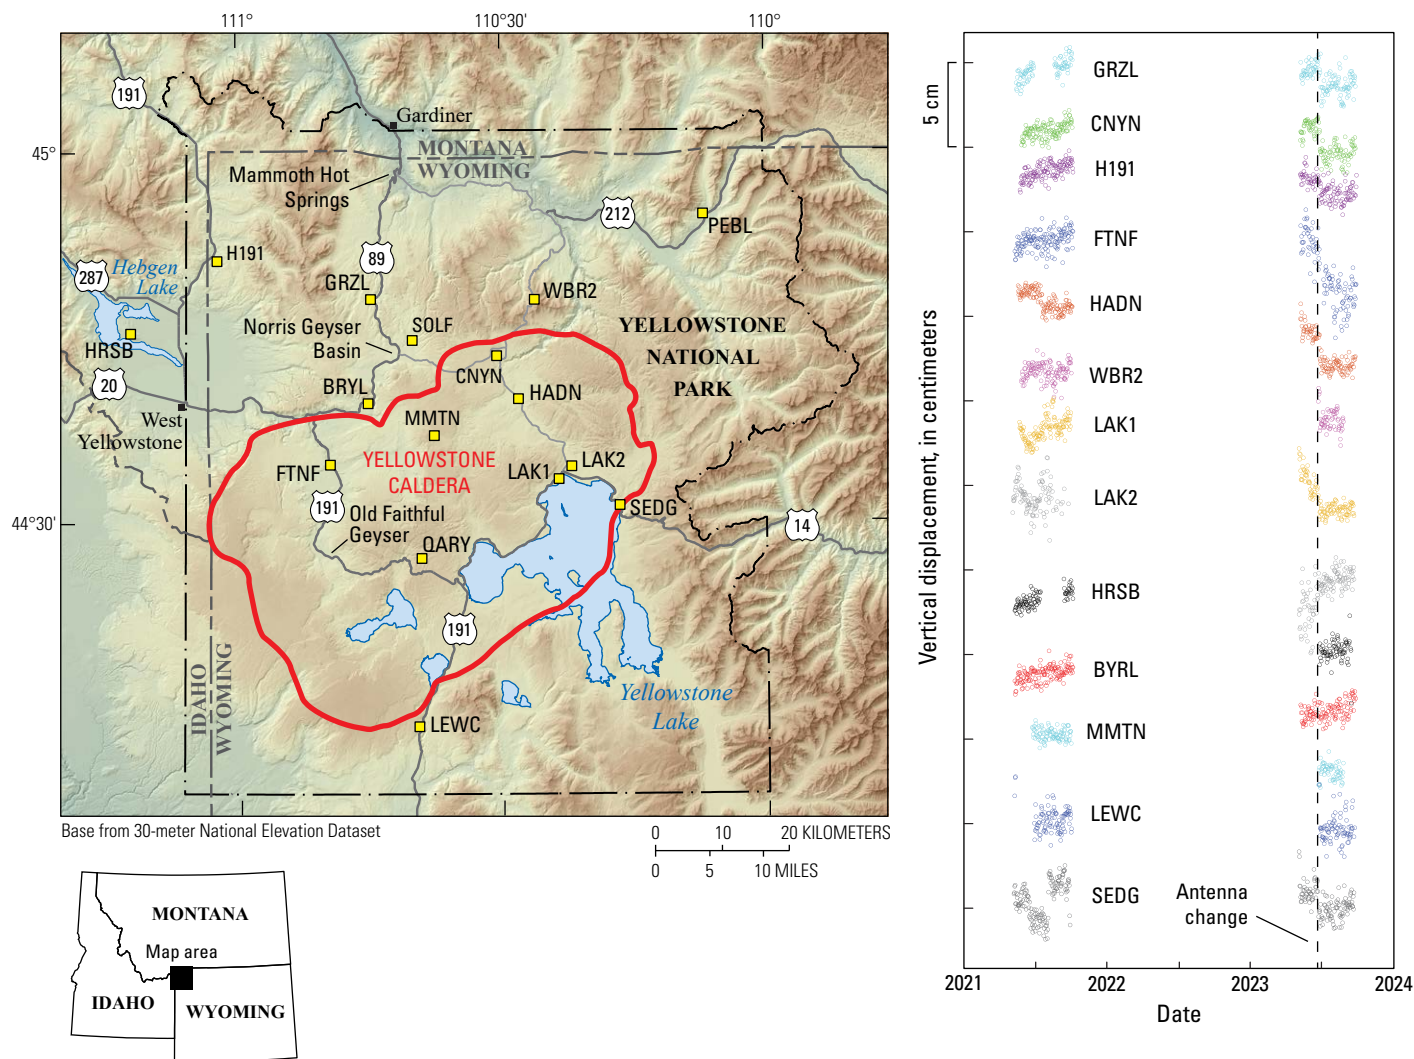 111°
110°30'
110°
45°
44°30'
191
Gardiner
MONTANA
WYOMING
Mammoth Hot
Springs
212
PEBL
H191
89
287
Hebgen
Lake
GRZL
WBR2
Norris Geyser
Basin
SOLF
YELLOWSTONE
NATIONAL
PARK
HRSB
20
BRYL
CNYN
HADN
West
Yellowstone
MMTN
YELLOWSTONE
CALDERA
FTNF
LAK1
LAK2
191
SEDG
Old Faithful
Geyser
14
QARY
191
IDAHO
WYOMING
Yellowstone
Lake
LEWC
Base from 30-meter National Elevation Dataset
0 10 20 KILOMETERS
0 5 10 MILES
MONTANA
Map area
IDAHO
WYOMING
5 cm
Vertical displacement, in centimeters
GRZL
CNYN
H191
FTNF
HADN
WBR2
LAK1
LAK2
HRSB
BYRL
MMTN
LEWC
SEDG
Antenna
change
2021 2022 2023 2024
Date